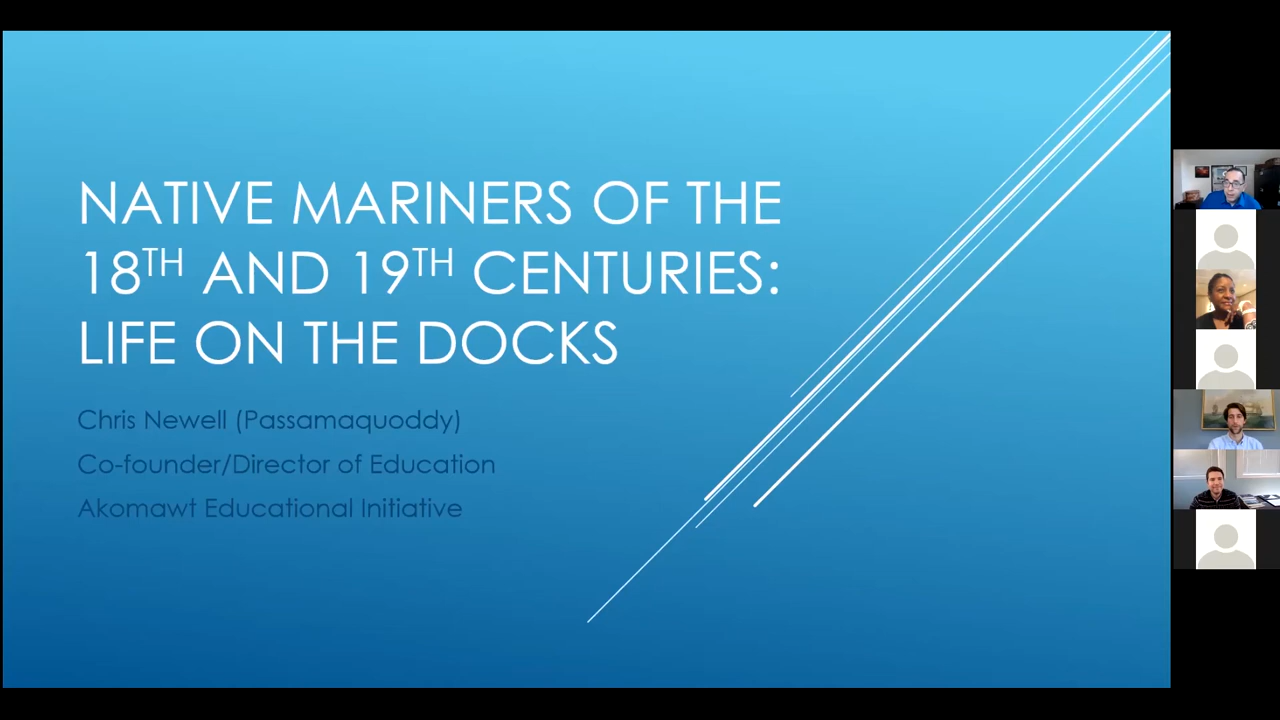 NATIVE MARINERS OF THE
18TH AND 19TH CENTURIES:
LIFE ON THE DOCKS
Chris Newell (Passamaquoddy)
Co-founder/Director of Education
Akomawt Educational Initiative